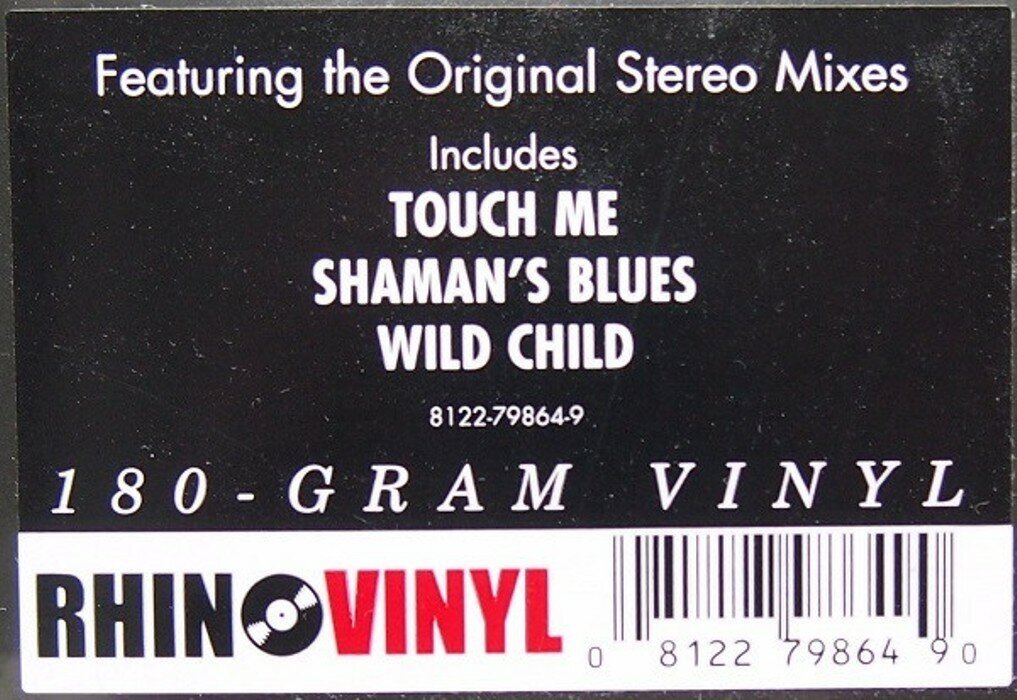 Featuring the Original Stereo Mixes
Includes
TOUCH ME
SHAMAN'S BLUES
WILD CHILD
8122-79864-9
180-GRAM VINYL
RHINO VINYL
0 8122 79864 9 0